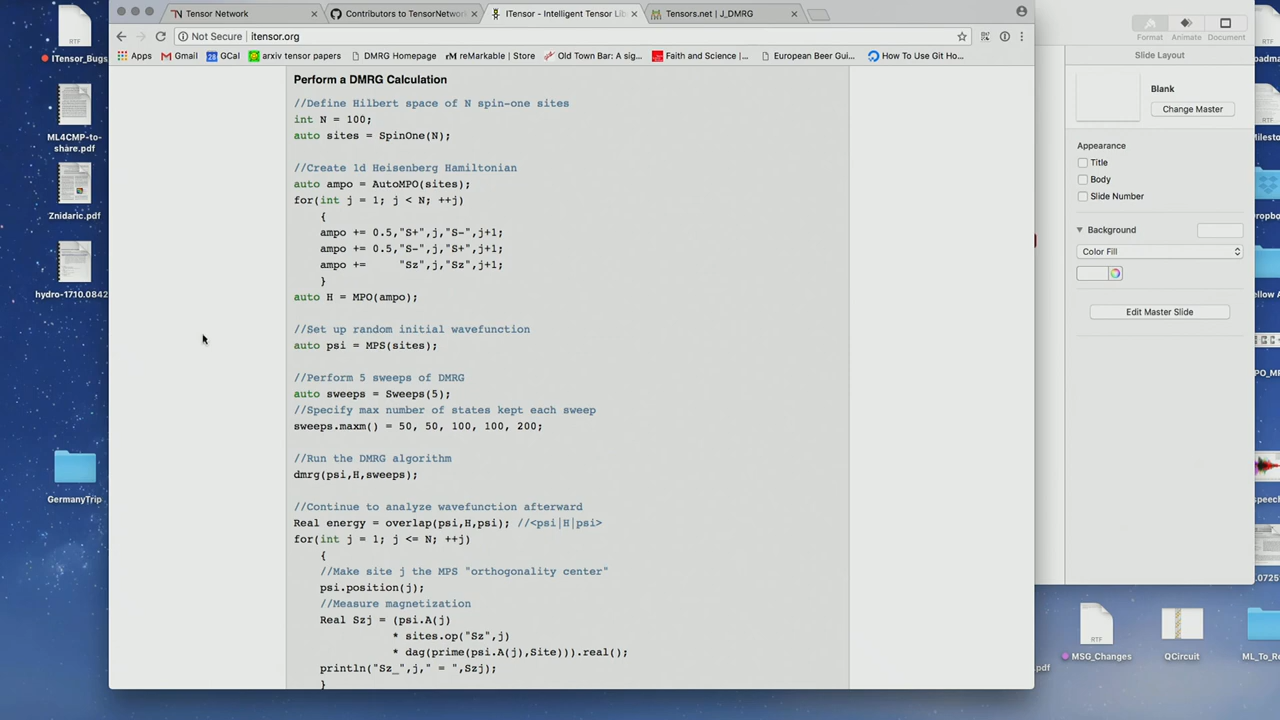 Tensor Network
Contributors to TensorNetwork
ITensor - Intelligent Tensor Lib
Tensors.net | J_DMRG
Not Secure
itensor.org
Apps
Gmail
GCal
arxiv tensor papers
DMRG Homepage
reMarkable | Store
Old Town Bar: A sig...
Faith and Science |...
European Beer Gui...
How To Use Git Ho...
Perform a DMRG Calculation
//Define Hilbert space of N spin-one sites
int N = 100;
auto sites = SpinOne(N);
//Create 1d Heisenberg Hamiltonian
auto ampo = AutoMPO(sites);
for(int j = 1; j < N; ++j)
{
ampo += 0.5,"S+",j,"S-",j+1;
ampo += 0.5,"S-",j,"S+",j+1;
ampo += "Sz",j,"Sz",j+1;
}
auto H = MPO(ampo);
//Set up random initial wavefunction
auto psi = MPS(sites);
//Perform 5 sweeps of DMRG
auto sweeps = Sweeps(5);
//Specify max number of states kept each sweep
sweeps.maxm() = 50, 50, 100, 100, 200;
//Run the DMRG algorithm
dmrg(psi,H,sweeps);
//Continue to analyze wavefunction afterward
Real energy = overlap(psi,H,psi); //<psi|H|psi>
for(int j = 1; j <= N; ++j)
{
//Make site j the MPS "orthogonality center"
psi.position(j);
//Measure magnetization
Real Szj = (psi.A(j)
* sites.op("Sz",j)
* dag(prime(psi.A(j),Site))).real();
println("Sz_",j," = ",Szj);
}
RTF
ITensor_Bugs
ML4CMP-to-
share.pdf
Znidaric.pdf
hydro-1710.0842
GermanyTrip
Format
Animate
Document
Slide Layout
Blank
Change Master
Appearance
Title
Body
Slide Number
Background
Color Fill
Edit Master Slide
RTF
MSG_Changes
QCircuit
ML_To_Re
.pdf